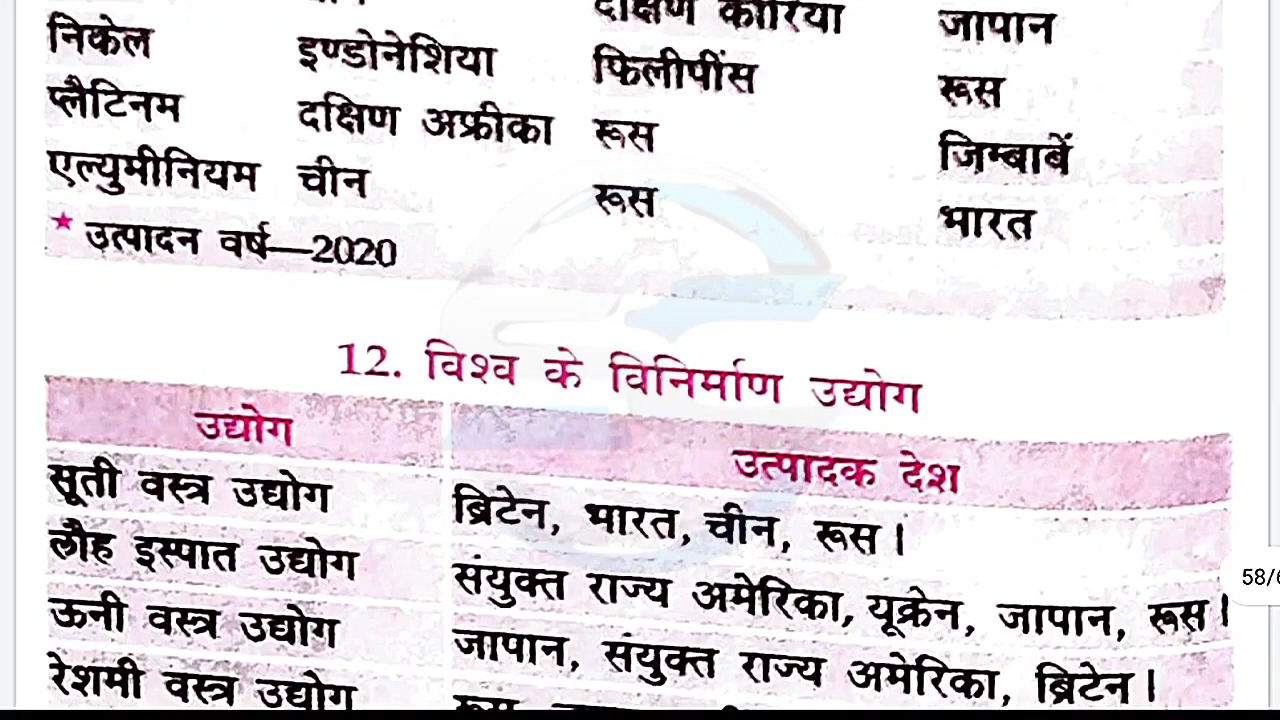 दक्षिण कोरिया जापान
निकेल इण्डोनेशिया फिलीपींस रूस
प्लैटिनम दक्षिण अफ्रीका रूस जिम्बाबें
एल्युमीनियम चीन रूस भारत
★ उत्पादन वर्ष—2020
12. विश्व के विनिर्माण उद्योग
उद्योग उत्पादक देश
सूती वस्त्र उद्योग ब्रिटेन, भारत, चीन, रूस।
लौह इस्पात उद्योग संयुक्त राज्य अमेरिका, यूक्रेन, जापान, रूस।
ऊनी वस्त्र उद्योग जापान, संयुक्त राज्य अमेरिका, ब्रिटेन।
रेशमी वस्त्र उद्योग
58/6